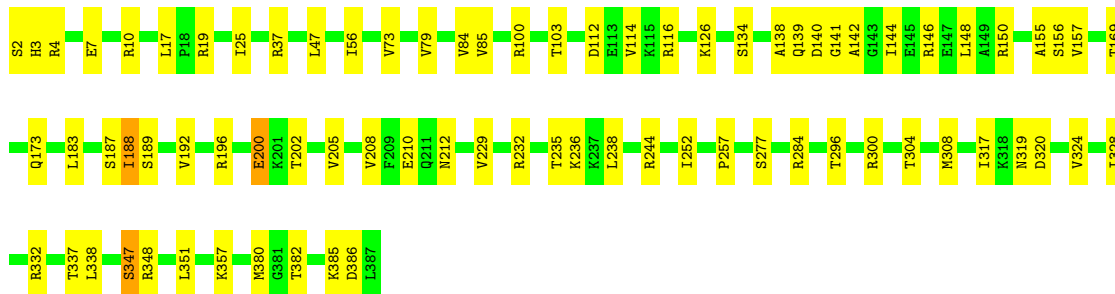 S2 H3 R4 E7 R10 L17 P18 R19 I25 R37 L47 I56 V73 V79 V84 V85 R100 T103 D112 E113 V114 K115 R116 K126 S134 A138 Q139 D140 G141 A142 G143 I144 E145 R146 E147 L148 A149 R150 A155 S156 V157 T169
Q173 L183 S187 I188 S189 V192 R196 E200 K201 T202 V205 V208 F209 E210 Q211 N212 V229 R232 T235 K236 K237 L238 R244 I252 P257 S277 R284 T296 R300 T304 M308 I317 K318 N319 D320 V324
R332 T337 L338 S347 R348 L351 K357 M380 G381 T382 K385 D386 L387